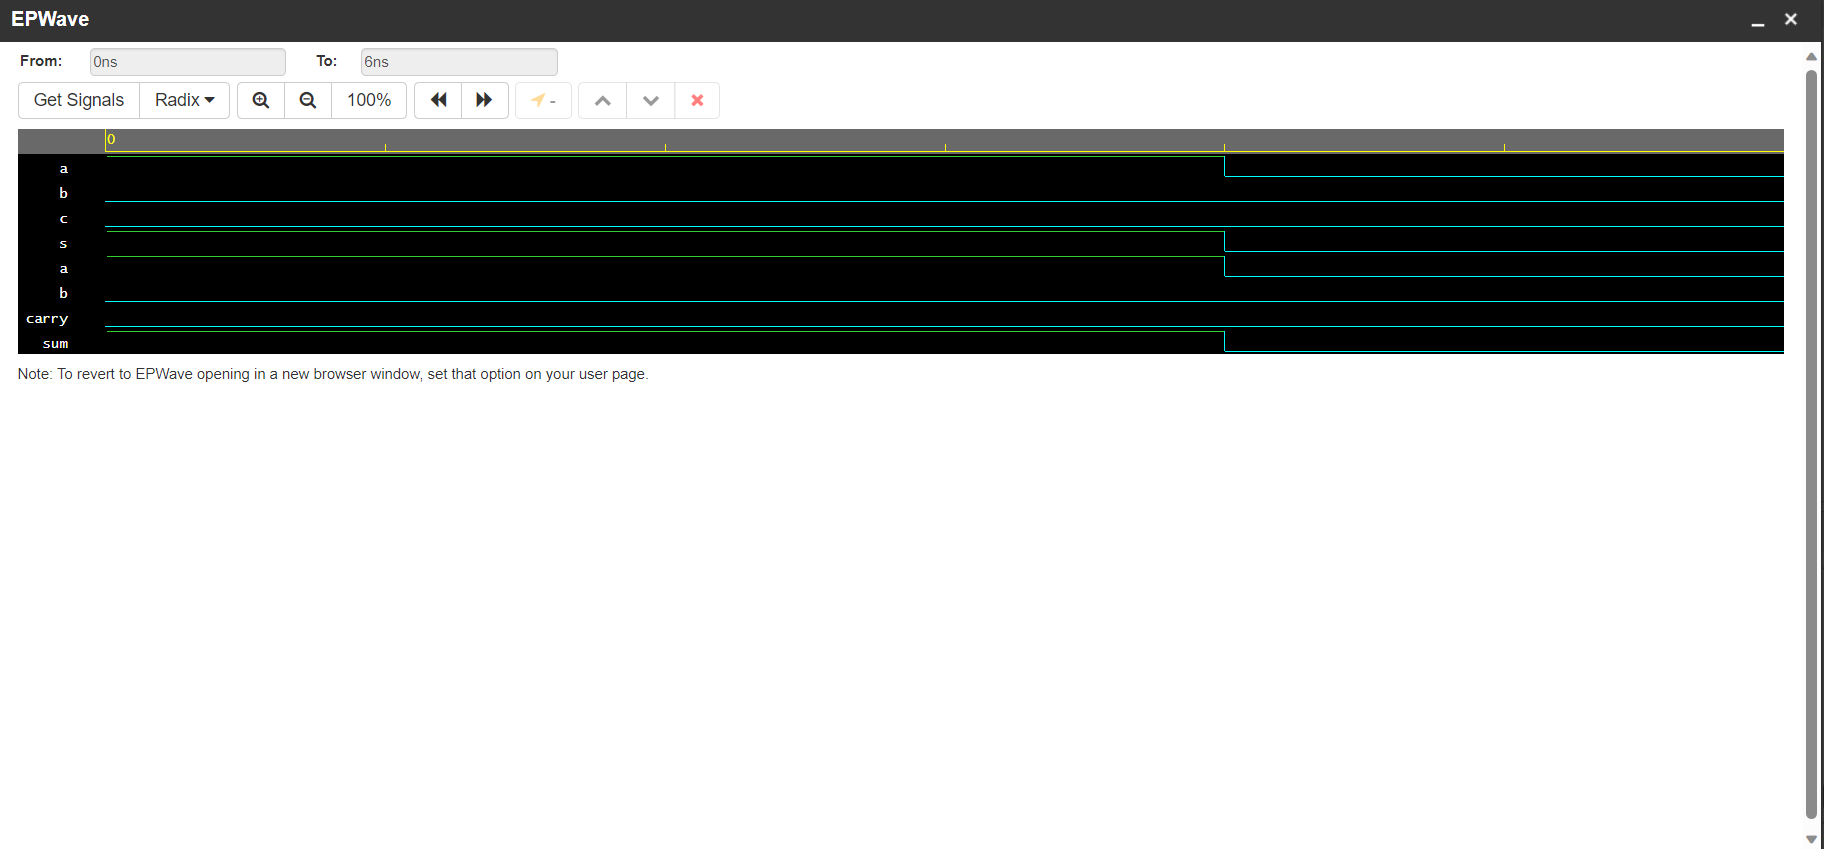 EPWave
From: 0ns To: 6ns
Get Signals Radix 100% -
0
a
b
c
s
a
b
carry
sum
Note: To revert to EPWave opening in a new browser window, set that option on your user page.